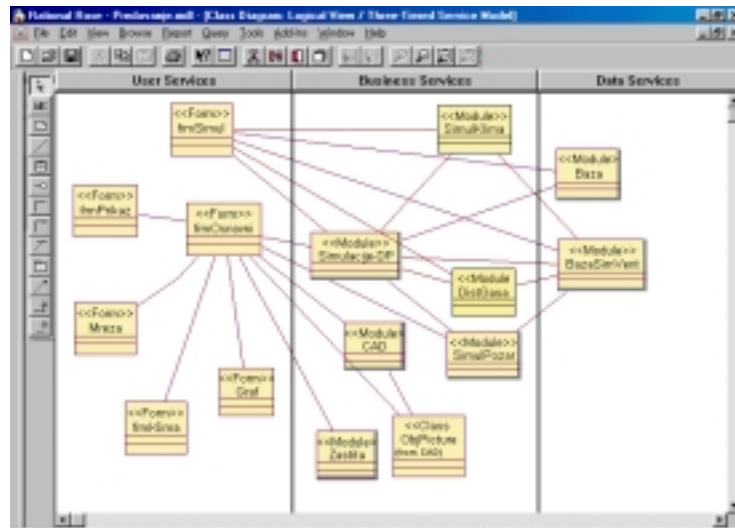 Rational Rose - Predavanje.mdl - [Class Diagram: Logical View / Three-Tiered Service Model]
File Edit View Browse Report Query Tools Add-Ins Window Help
User Services Business Services Data Services
<<Form>>
frmSimul
<<Module>>
SimulKlima
<<Module>>
Baza
<<Form>>
frmPrikaz
<<Form>>
frmOsnovni
<<Module>>
Simulacije-DP
<<Module>>
BazaSimVent
<<Module
DistGasa
<<Form>>
Mreza
<<Module>
CAD
<<Module>>
SimulPozar
<<Form>>
Graf
<<Form>>
frmKlima
<<Module>
Zastita
<<Class
ObjPicture
(from CAD)